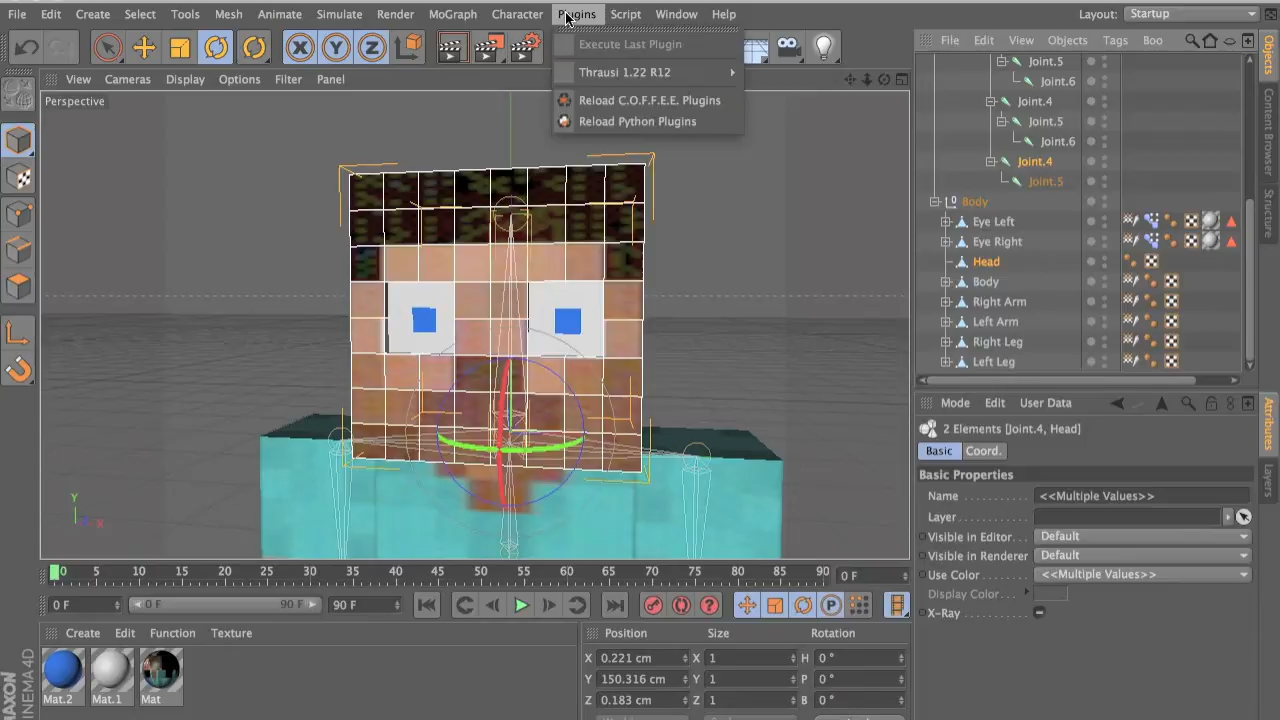 File Edit Create Select Tools Mesh Animate Simulate Render MoGraph Character Plugins Script Window Help Layout: Startup
Execute Last Plugin
Thrausi 1.22 R12
Reload C.O.F.F.E.E. Plugins
Reload Python Plugins
View Cameras Display Options Filter Panel
Perspective
Y
X
File Edit View Objects Tags Boo
Joint.5
Joint.6
Joint.4
Joint.5
Joint.6
Joint.4
Joint.5
Body
Eye Left
Eye Right
Head
Body
Right Arm
Left Arm
Right Leg
Left Leg
Objects
Content Browser
Structure
Mode Edit User Data
2 Elements [Joint.4, Head]
Basic Coord.
Basic Properties
Name <<Multiple Values>>
Layer
Visible in Editor Default
Visible in Renderer Default
Use Color <<Multiple Values>>
Display Color
X-Ray
Attributes
Layers
0 5 10 15 20 25 30 35 40 45 50 55 60 65 70 75 80 85 90 0 F
0 F 0 F 90 F 90 F
P
Create Edit Function Texture
Mat.2 Mat.1 Mat
Position Size Rotation
X 0.221 cm X 1 H 0 °
Y 150.316 cm Y 1 P 0 °
Z 0.183 cm Z 1 B 0 °
MAXON
CINEMA 4D